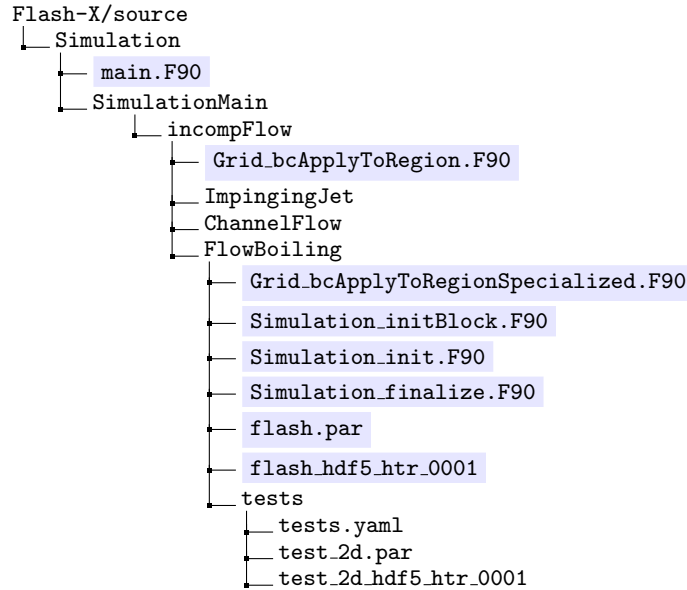 Flash-X/source
Simulation
main.F90
SimulationMain
incompFlow
Grid_bcApplyToRegion.F90
ImpingingJet
ChannelFlow
FlowBoiling
Grid_bcApplyToRegionSpecialized.F90
Simulation_initBlock.F90
Simulation_init.F90
Simulation_finalize.F90
flash.par
flash_hdf5_htr_0001
tests
tests.yaml
test_2d.par
test_2d_hdf5_htr_0001